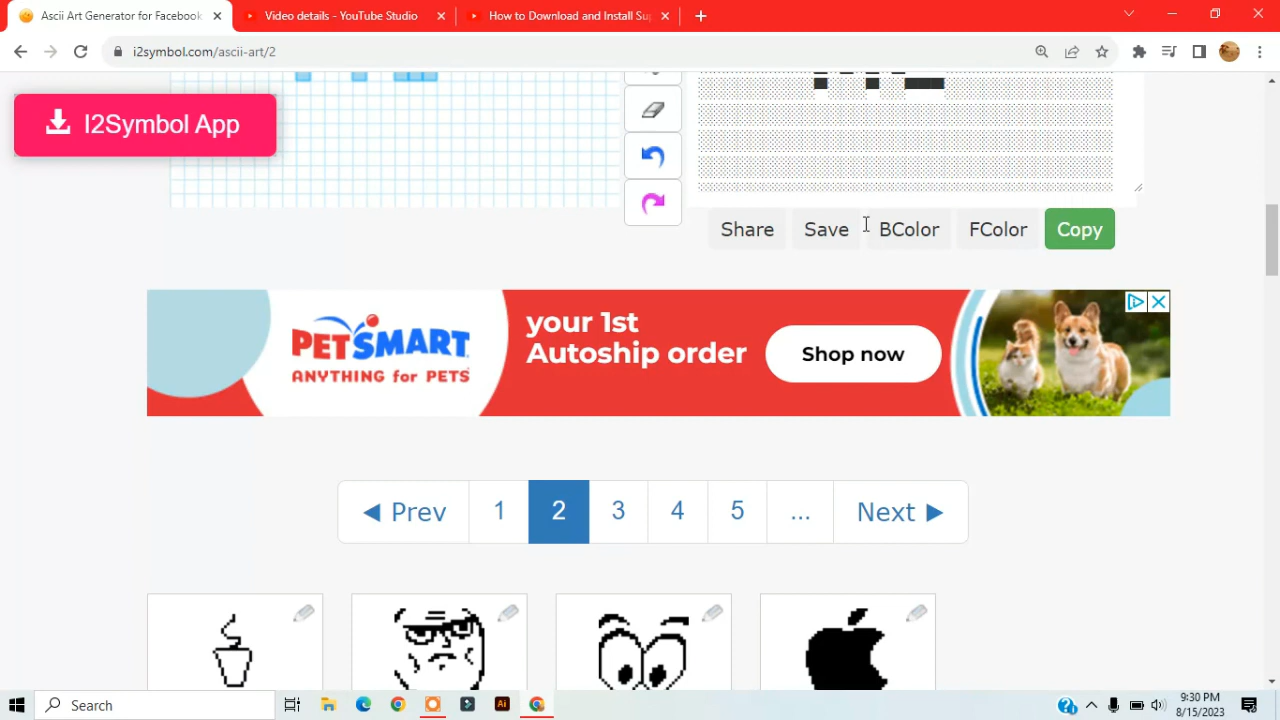 Ascii Art Generator for Facebook
Video details - YouTube Studio
How to Download and Install Sup
i2symbol.com/ascii-art/2
I2Symbol App
Share
Save
BColor
FColor
Copy
PETSMART
ANYTHING for PETS
your 1st
Autoship order
Shop now
◀ Prev
1
2
3
4
5
...
Next ▶
Search
9:30 PM
8/15/2023